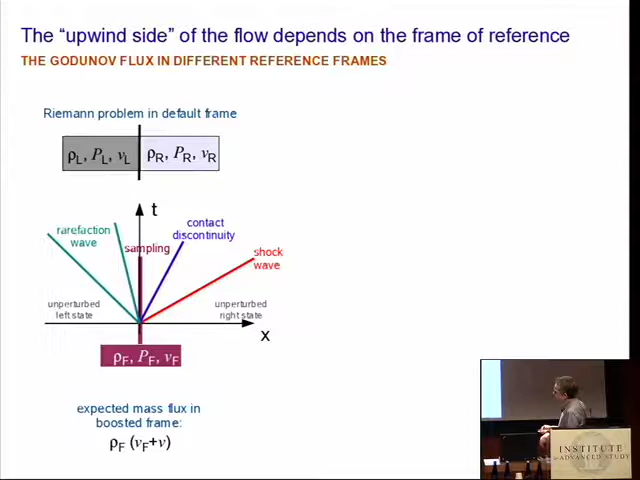 The “upwind side” of the flow depends on the frame of reference
THE GODUNOV FLUX IN DIFFERENT REFERENCE FRAMES
Riemann problem in default frame
ρL, PL, vL ρR, PR, vR
t
rarefaction
wave
sampling
contact
discontinuity
shock
wave
unperturbed
left state
unperturbed
right state
x
ρF, PF, vF
expected mass flux in
boosted frame:
ρF (vF+v)
INSTITUTE
ADVANCED STUDY